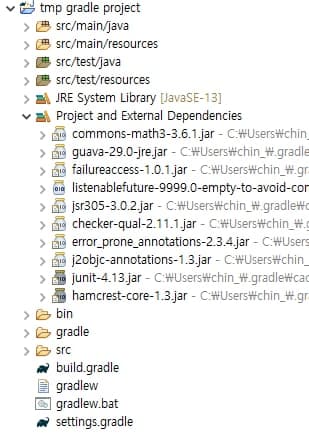 tmp gradle project
src/main/java
src/main/resources
src/test/java
src/test/resources
JRE System Library [JavaSE-13]
Project and External Dependencies
commons-math3-3.6.1.jar - C:₩Users₩chin_₩.gradle
guava-29.0-jre.jar - C:₩Users₩chin_₩.gradle₩
failureaccess-1.0.1.jar - C:₩Users₩chin_₩.gra
listenablefuture-9999.0-empty-to-avoid-con
jsr305-3.0.2.jar - C:₩Users₩chin_₩.gradle₩ca
checker-qual-2.11.1.jar - C:₩Users₩chin_₩.gr
error_prone_annotations-2.3.4.jar - C:₩Users
j2objc-annotations-1.3.jar - C:₩Users₩chin_₩
junit-4.13.jar - C:₩Users₩chin_₩.gradle₩cac
hamcrest-core-1.3.jar - C:₩Users₩chin_₩.gra
bin
gradle
src
build.gradle
gradlew
gradlew.bat
settings.gradle